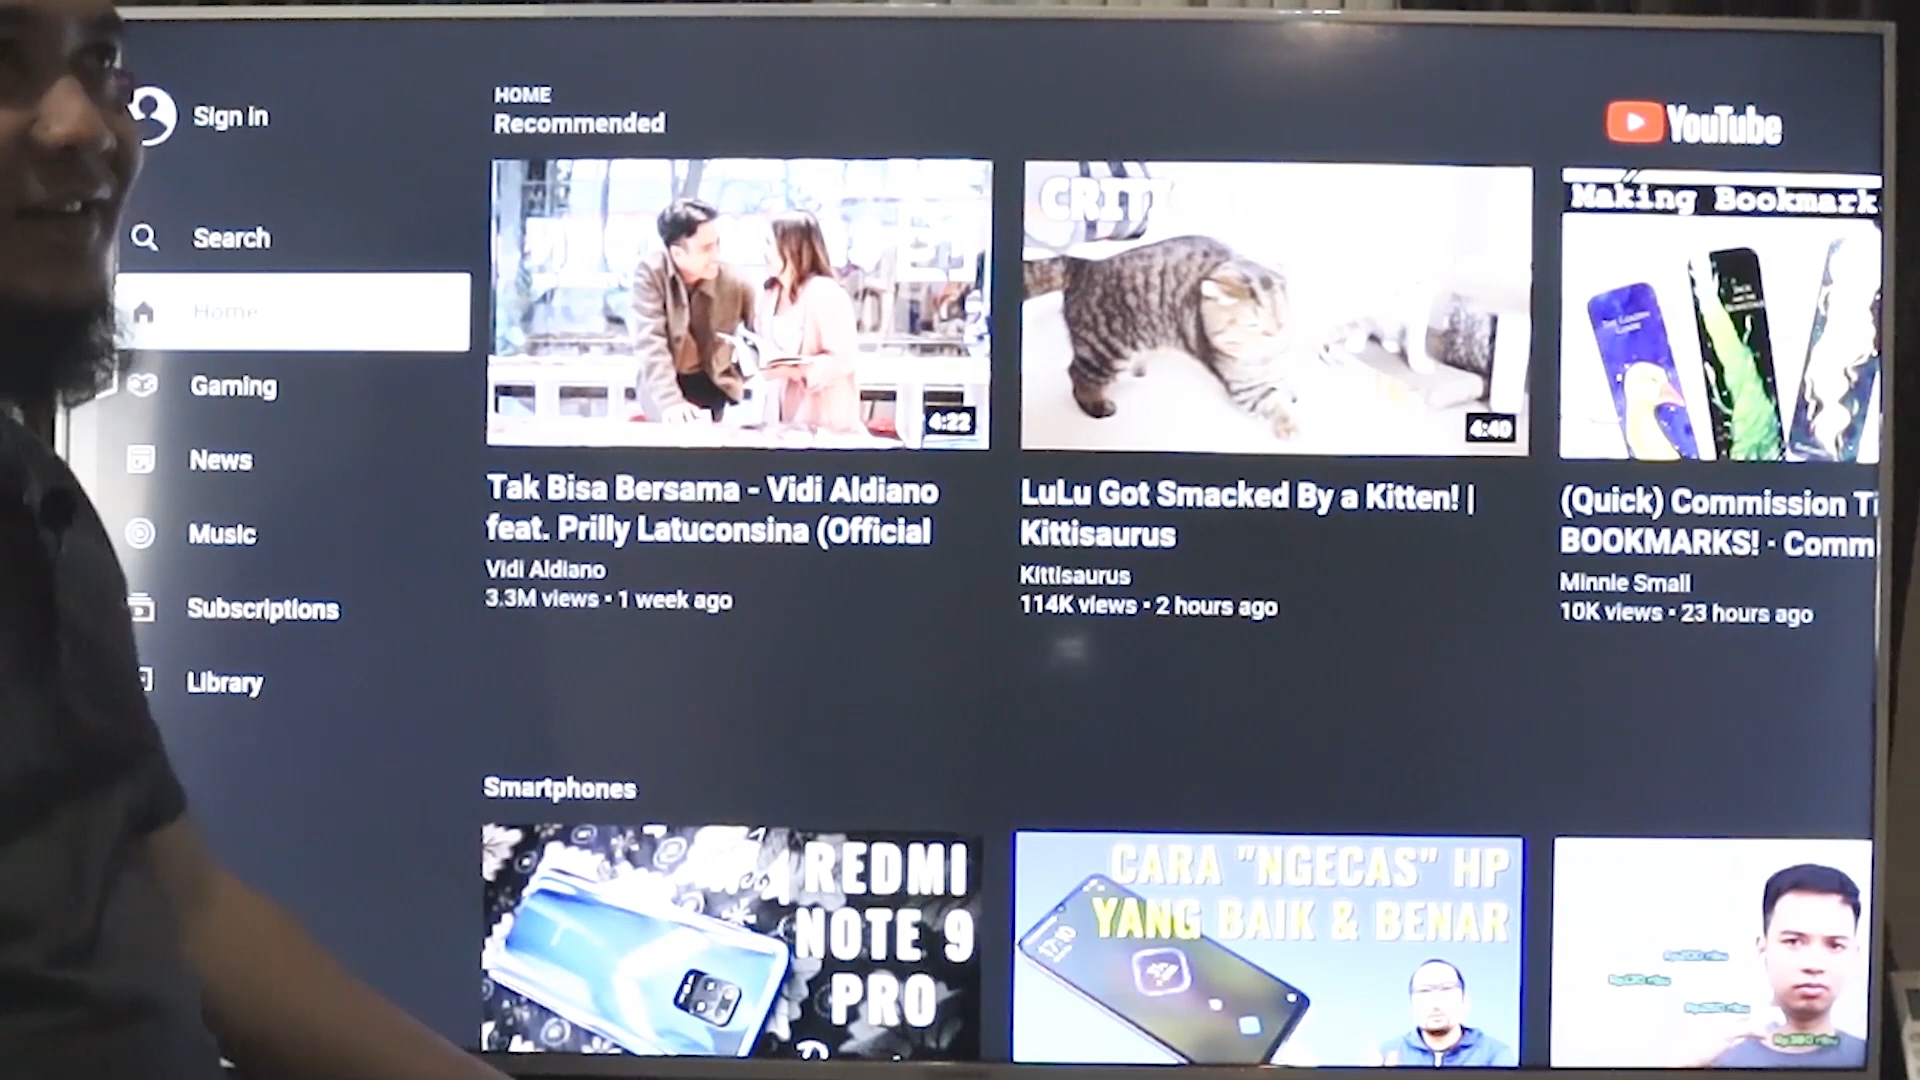 Sign in
Search
Home
Gaming
News
Music
Subscriptions
Library
HOME
Recommended
YouTube
4:22
Tak Bisa Bersama - Vidi Aldiano
feat. Prilly Latuconsina (Official
Vidi Aldiano
3.3M views • 1 week ago
4:40
LuLu Got Smacked By a Kitten! |
Kittisaurus
Kittisaurus
114K views • 2 hours ago
Making Bookmark
(Quick) Commission
BOOKMARKS! · Comm
Minnie Small
10K views • 23 hours ago
Smartphones
REDMI
NOTE 9
PRO
CARA "NGECAS" HP
YANG BAIK & BENAR
17:10